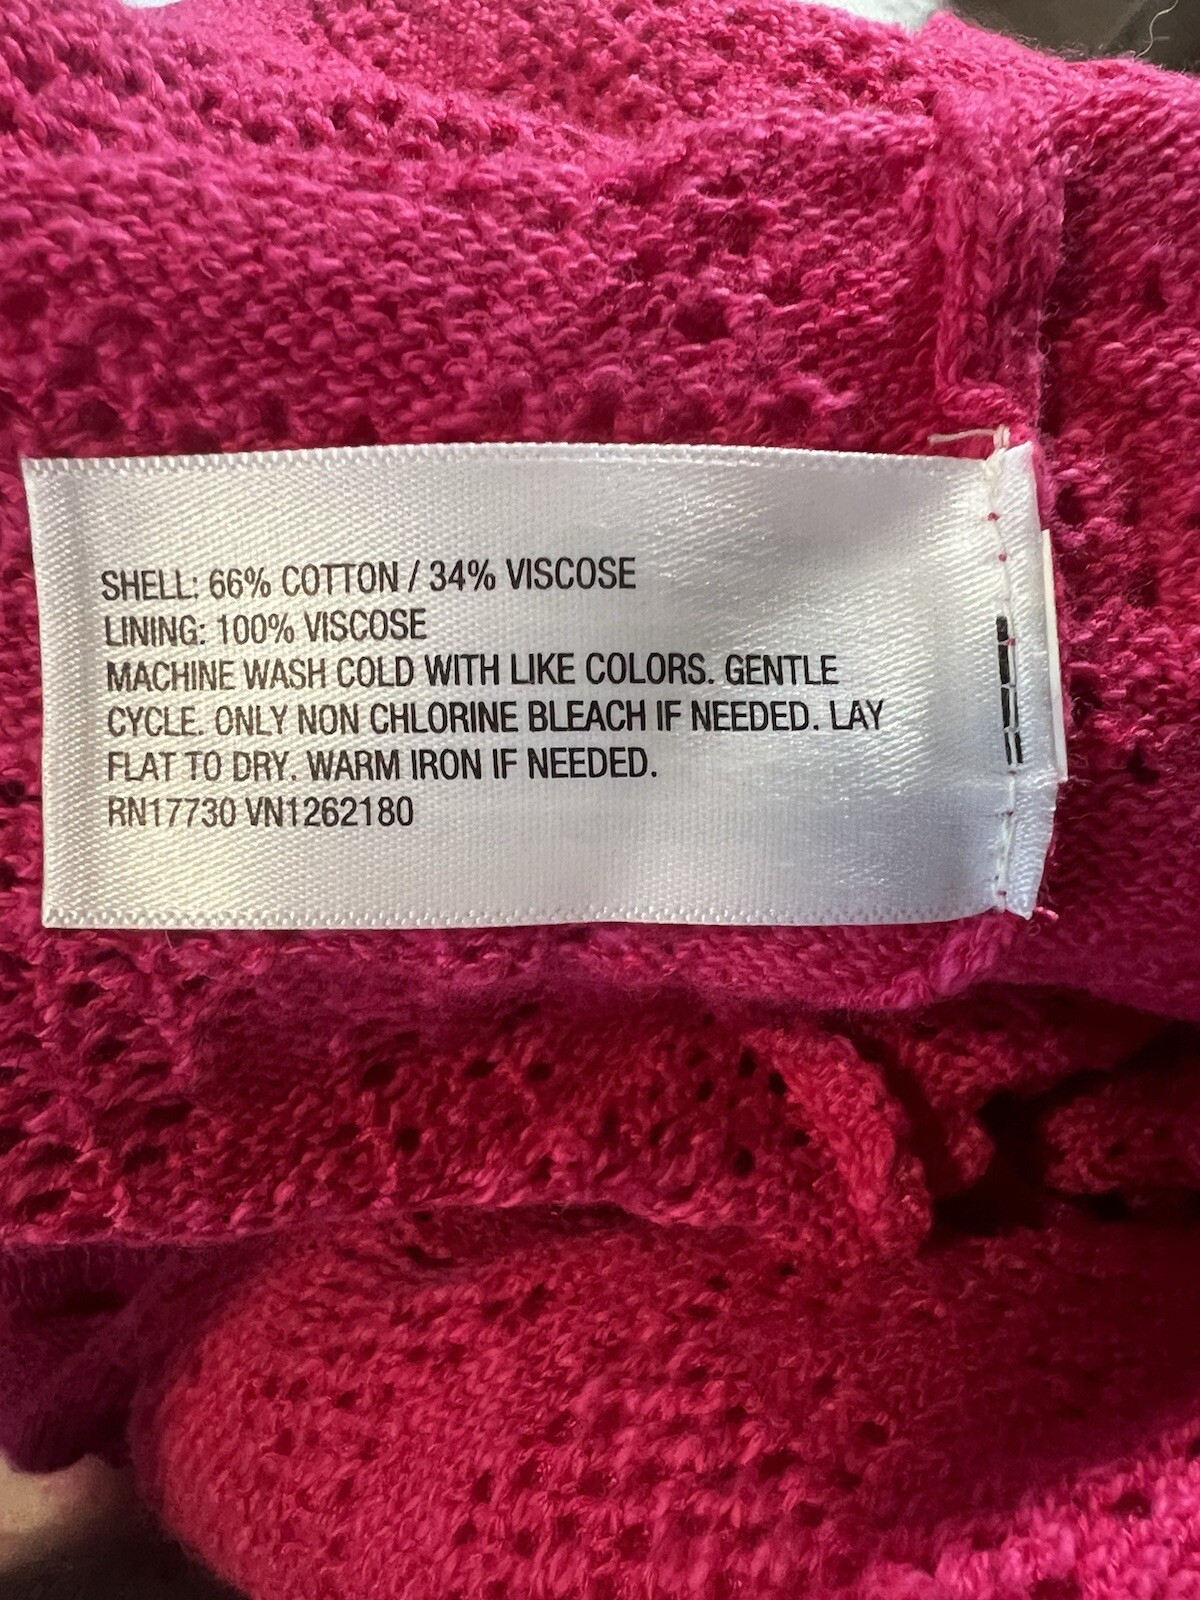 SHELL: 66% COTTON / 34% VISCOSE
LINING: 100% VISCOSE
MACHINE WASH COLD WITH LIKE COLORS. GENTLE
CYCLE. ONLY NON CHLORINE BLEACH IF NEEDED. LAY
FLAT TO DRY. WARM IRON IF NEEDED.
RN17730 VN1262180